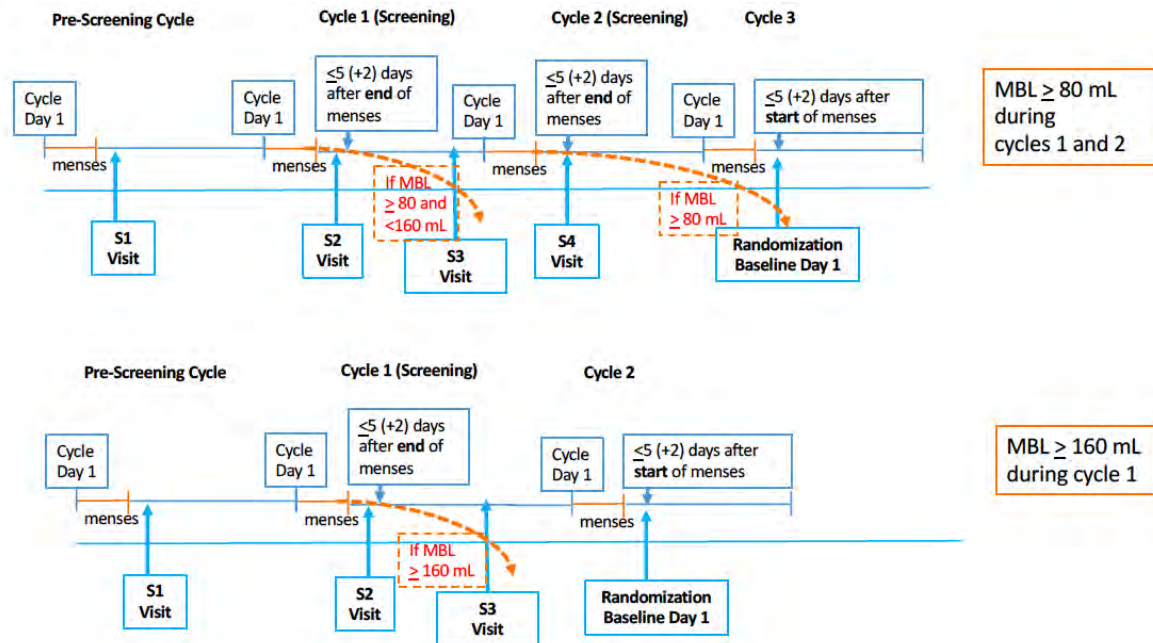 Pre-Screening Cycle
Cycle 1 (Screening)
Cycle 2 (Screening)
Cycle 3
Cycle
Day 1
Cycle
Day 1
≤5 (+2) days
after end of
menses
Cycle
Day 1
≤5 (+2) days
after end of
menses
Cycle
Day 1
≤5 (+2) days after
start of menses
MBL ≥ 80 mL
during
cycles 1 and 2
menses
menses
menses
menses
If MBL
≥ 80 and
<160 mL
If MBL
≥ 80 mL
S1
Visit
S2
Visit
S3
Visit
S4
Visit
Randomization
Baseline Day 1
Pre-Screening Cycle
Cycle 1 (Screening)
Cycle 2
Cycle
Day 1
Cycle
Day 1
≤5 (+2) days
after end of
menses
Cycle
Day 1
≤5 (+2) days after
start of menses
MBL ≥ 160 mL
during cycle 1
menses
menses
menses
If MBL
≥ 160 mL
S1
Visit
S2
Visit
S3
Visit
Randomization
Baseline Day 1